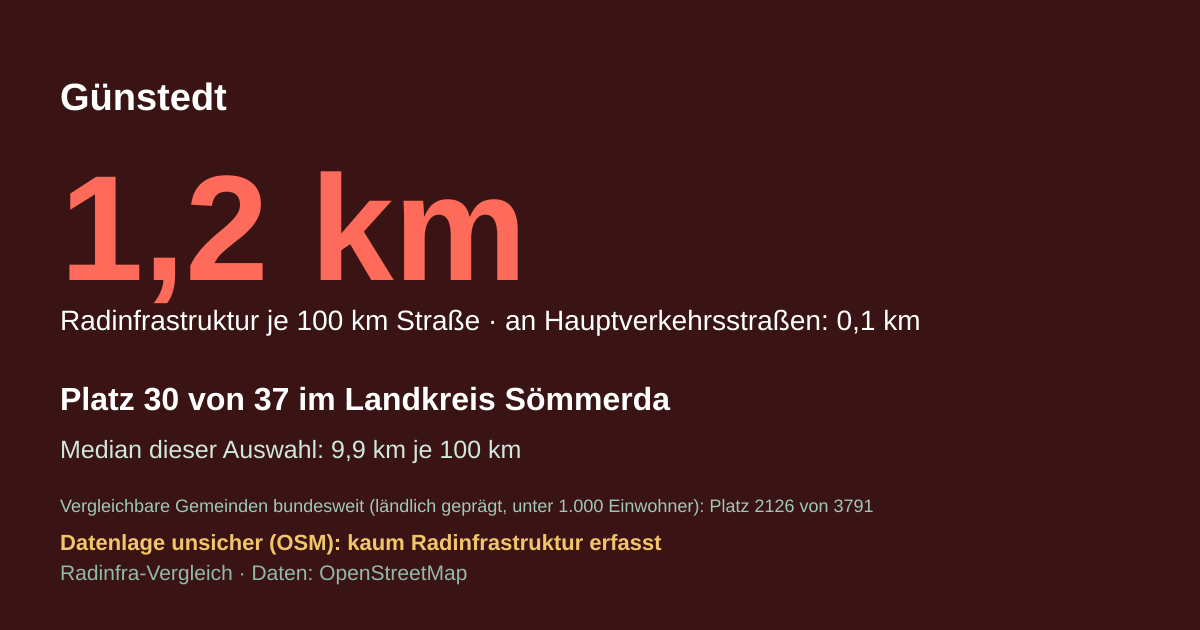 Günstedt
1,2 km
Radinfrastruktur je 100 km Straße · an Hauptverkehrsstraßen: 0,1 km
Platz 30 von 37 im Landkreis Sömmerda
Median dieser Auswahl: 9,9 km je 100 km
Vergleichbare Gemeinden bundesweit (ländlich geprägt, unter 1.000 Einwohner): Platz 2126 von 3791
Datenlage unsicher (OSM): kaum Radinfrastruktur erfasst
Radinfra-Vergleich · Daten: OpenStreetMap